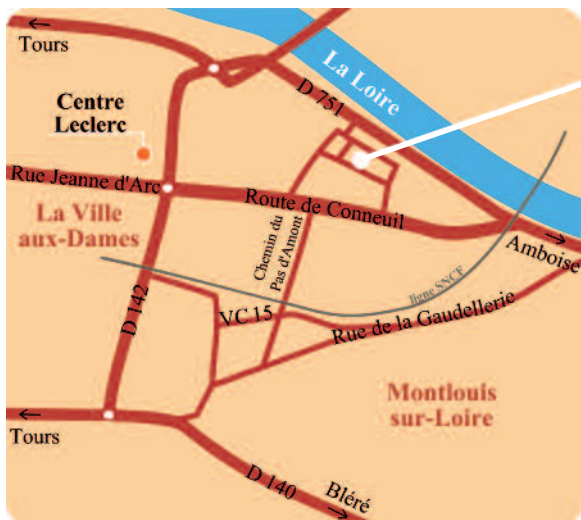 Tours
La Loire
D 751
Centre
Leclerc
Rue Jeanne d'Arc
Route de Conneuil
La Ville
aux-Dames
Chemin du
Pas d'Amont
Amboise
ligne SNCF
D 142
VC 15
Rue de la Gaudellerie
Montlouis
sur-Loire
Tours
D 140
Bléré